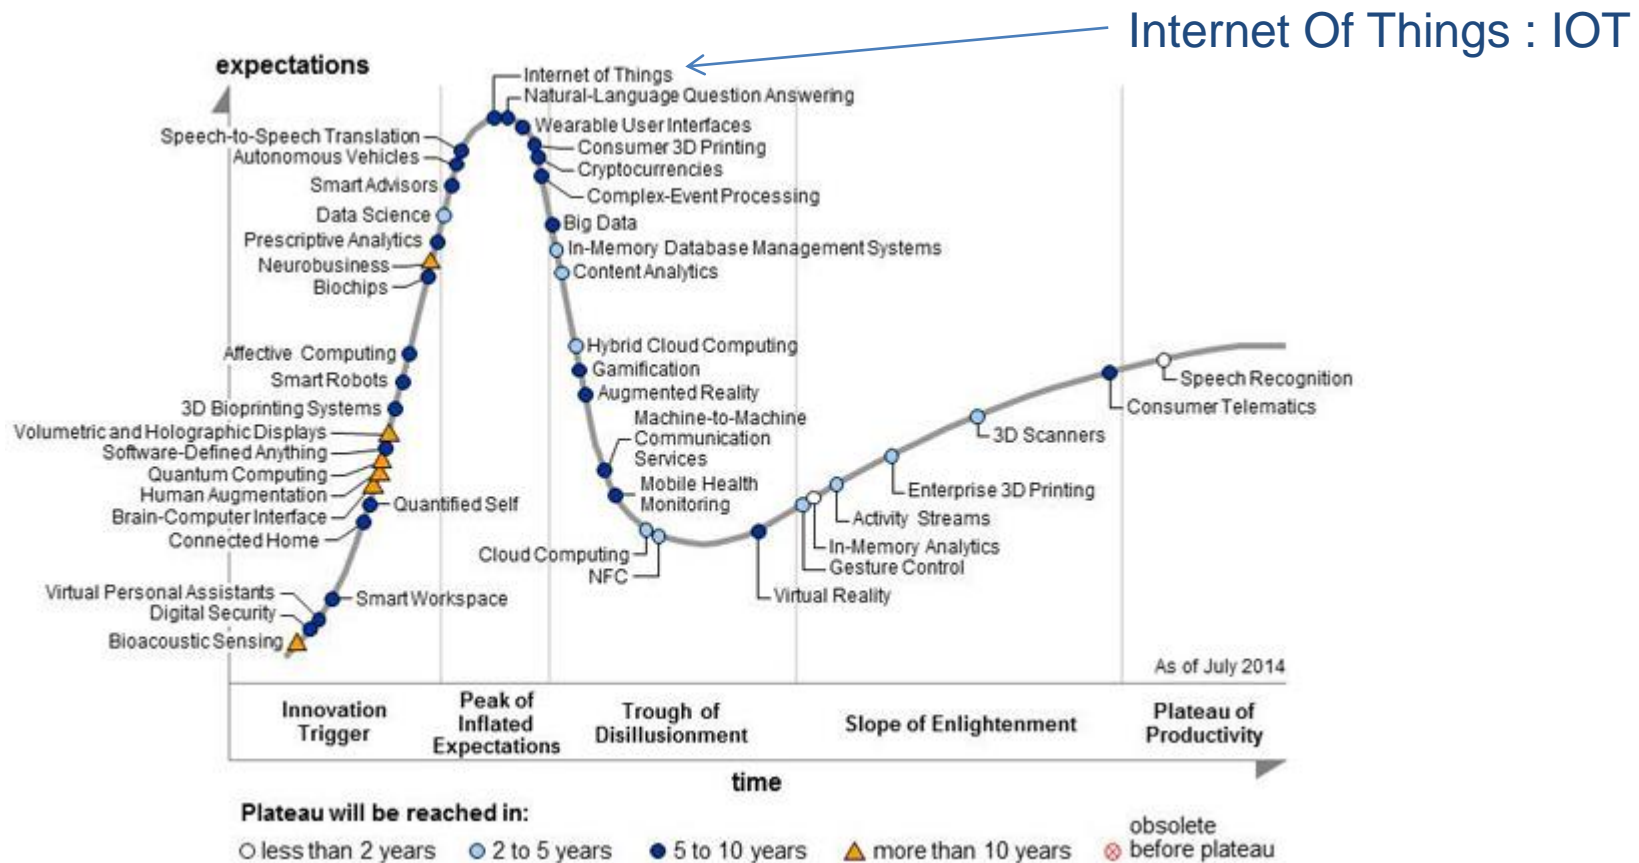 Internet Of Things : IOT
expectations
Internet of Things
Natural-Language Question Answering
Wearable User Interfaces
Consumer 3D Printing
Cryptocurrencies
Complex-Event Processing
Speech-to-Speech Translation
Autonomous Vehicles
Smart Advisors
Data Science
Prescriptive Analytics
Neurobusiness
Biochips
Big Data
In-Memory Database Management Systems
Content Analytics
Affective Computing
Smart Robots
3D Bioprinting Systems
Volumetric and Holographic Displays
Software-Defined Anything
Quantum Computing
Human Augmentation
Brain-Computer Interface
Connected Home
Quantified Self
Virtual Personal Assistants
Digital Security
Bioacoustic Sensing
Smart Workspace
Hybrid Cloud Computing
Gamification
Augmented Reality
Machine-to-Machine
Communication
Services
Mobile Health
Monitoring
Cloud Computing
NFC
Virtual Reality
Gesture Control
In-Memory Analytics
Activity Streams
Enterprise 3D Printing
3D Scanners
Consumer Telematics
Speech Recognition
As of July 2014
Innovation
Trigger
Peak of
Inflated
Expectations
Trough of
Disillusionment
Slope of Enlightenment
Plateau of
Productivity
time
Plateau will be reached in:
less than 2 years
2 to 5 years
5 to 10 years
more than 10 years
obsolete
before plateau